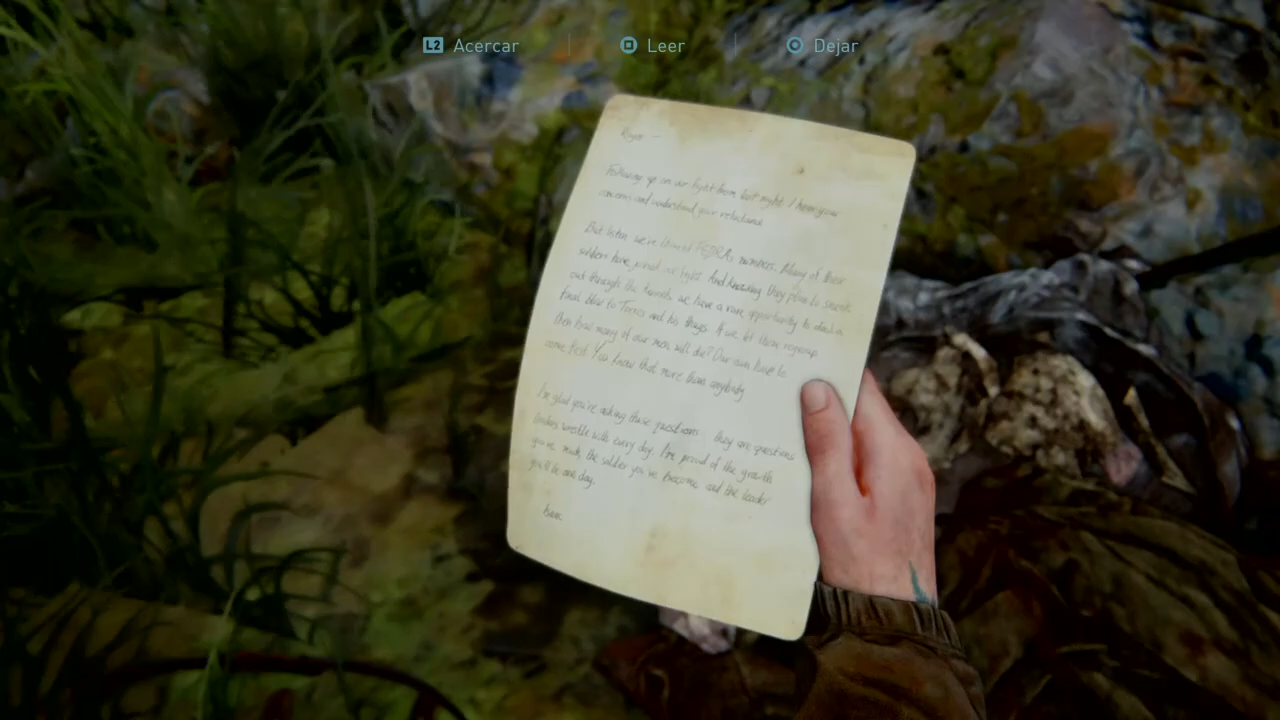 L2 Acercar
Leer
Dejar
Following up on our fight from last night. I hear your
concerns and understand your reluctance.
But listen, we've thinned FEDRA's numbers. Many of their
soldiers have joined our fight. And knowing they plan to sneak
out through the tunnels, we have a rare opportunity to deal a
final blow to Torres and his thugs. If we let them regroup
then how many of our men will die? Our own have to
come first. You know that more than anybody.
I'm glad you're asking these questions - they are questions
leaders wrestle with every day. I'm proud of the growth
you've made, the soldier you've become and the leader
you'll be one day.
Isaac